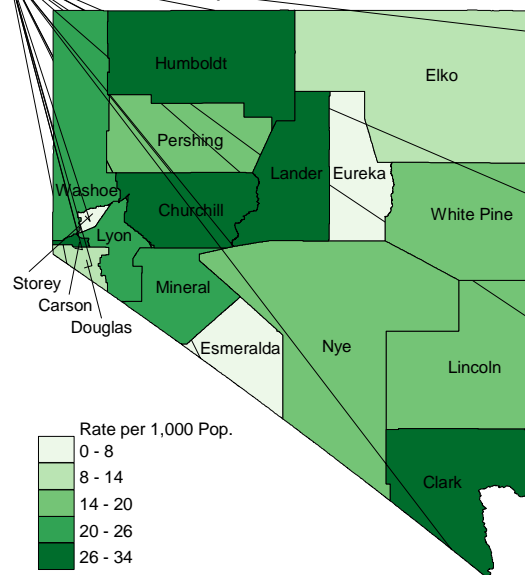 Humboldt
Elko
Pershing
Lander
Eureka
Washoe
Churchill
White Pine
Lyon
Storey
Carson
Douglas
Mineral
Esmeralda
Nye
Lincoln
Clark
Rate per 1,000 Pop.
0 - 8
8 - 14
14 - 20
20 - 26
26 - 34